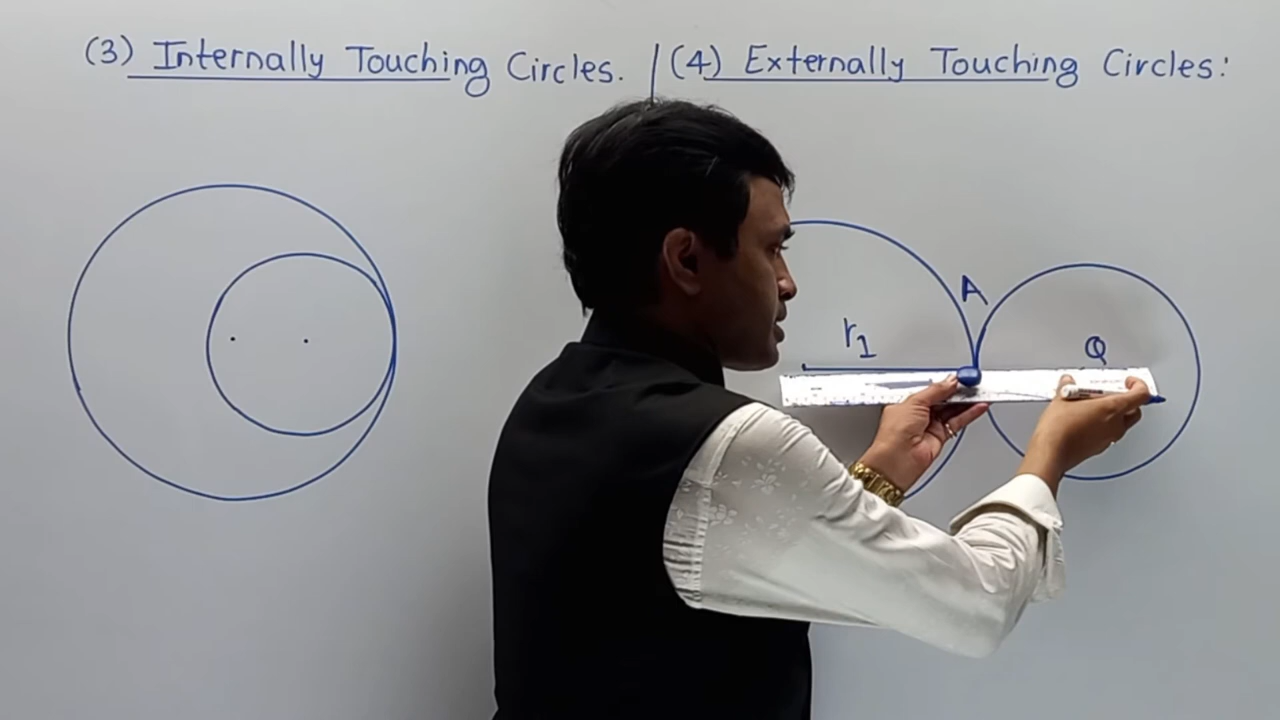 (3) Internally Touching Circles. | (4) Externally Touching Circles:
A
r1
Q